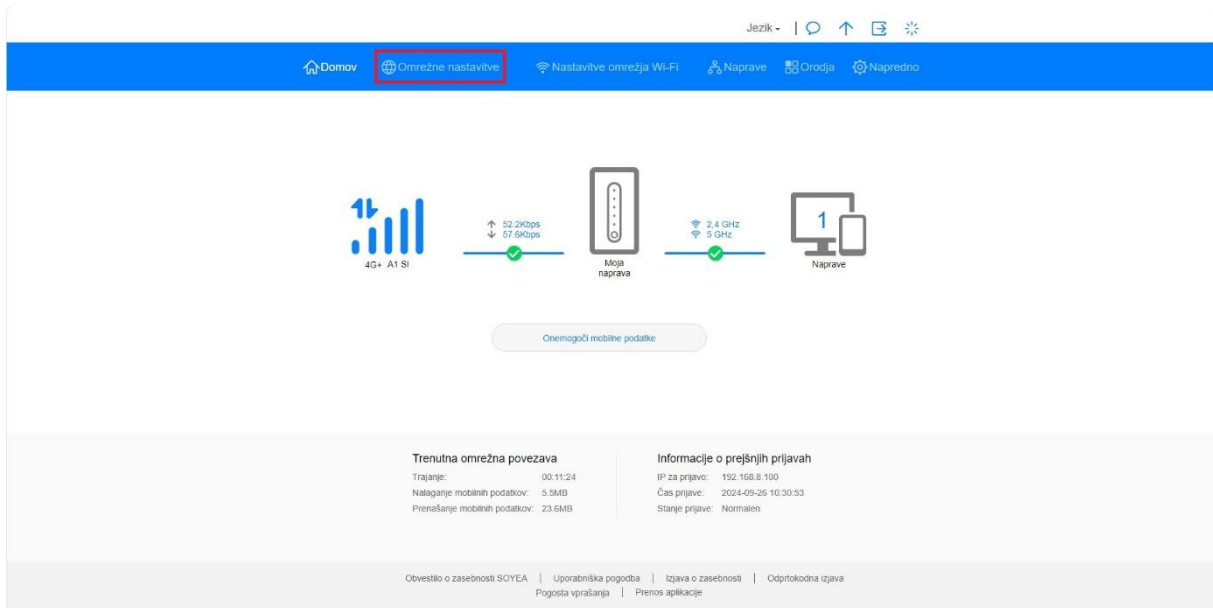 Jezik
Domov Omrežne nastavitve Nastavitve omrežja Wi-Fi Naprave Orodja Napredno
52.2Kbps
57.6Kbps
2,4 GHz
5 GHz
1
4G+ A1 SI
Moja
naprava
Naprave
Onemogoči mobilne podatke
Trenutna omrežna povezava
Trajanje: 00:11:24
Nalaganje mobilnih podatkov: 5.5MB
Prenašanje mobilnih podatkov: 23.6MB
Informacije o prejšnjih prijavah
IP za prijavo: 192.168.8.100
Čas prijave: 2024-09-26 10:30:53
Stanje prijave: Normalen
Obvestilo o zasebnosti SOYEA | Uporabniška pogodba | Izjava o zasebnosti | Odprtokodna izjava
Pogosta vprašanja | Prenos aplikacije